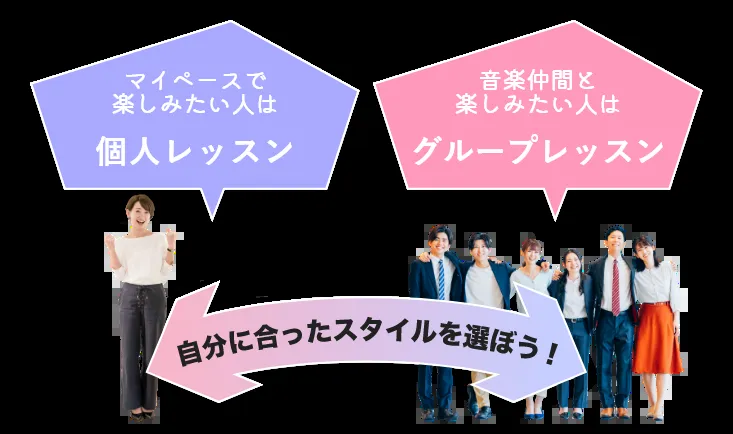 マイペースで
楽しみたい人は
個人レッスン
音楽仲間と
楽しみたい人は
グループレッスン
自分に合ったスタイルを選ぼう！